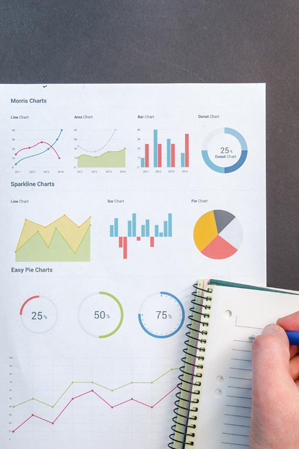 Morris Charts
Line Chart
Area Chart
Bar Chart
Donut Chart
25 %
Donut Chart
Sparkline Charts
Line Chart
Bar Chart
Pie Chart
Easy Pie Charts
25 %
50 %
75 %